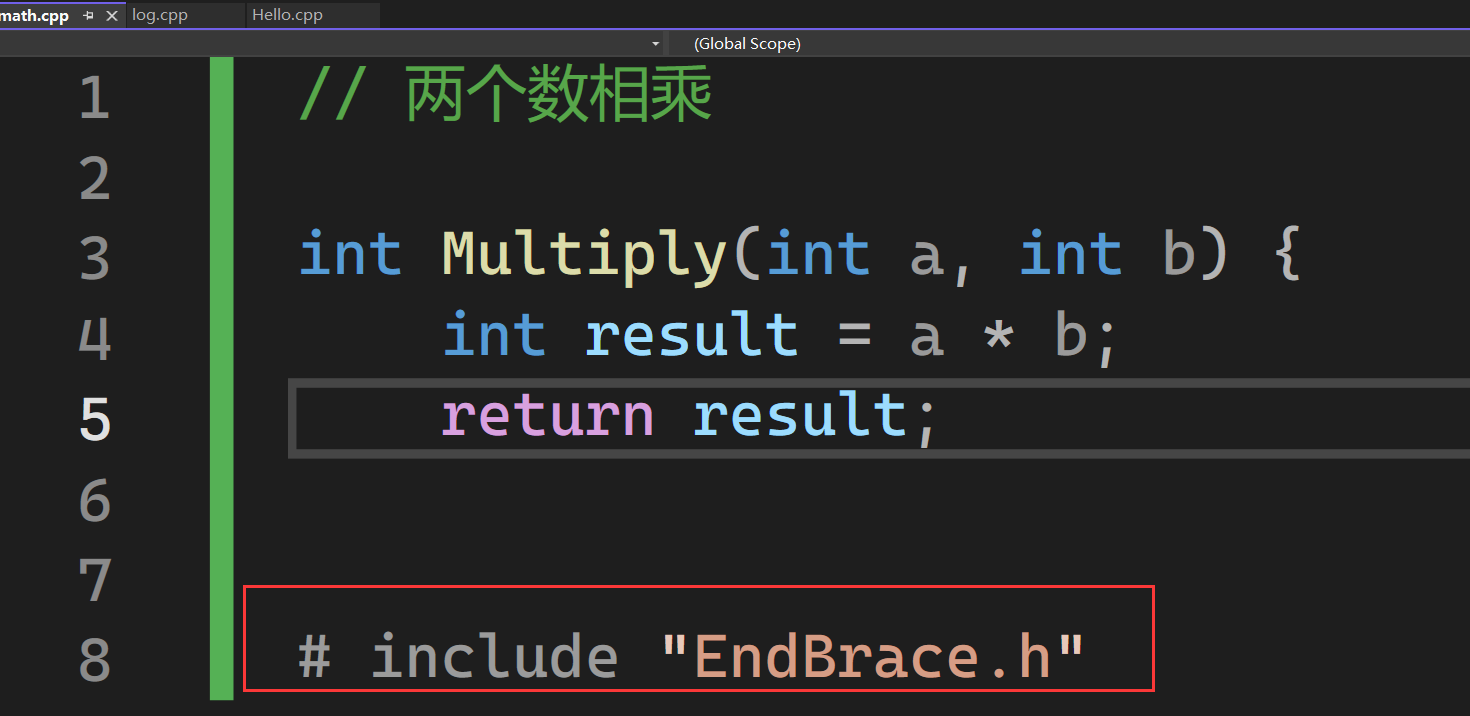 math.cpp log.cpp Hello.cpp
(Global Scope)
1 // 两个数相乘
2
3 int Multiply(int a, int b) {
4 int result = a * b;
5 return result;
6
7
8 # include "EndBrace.h"